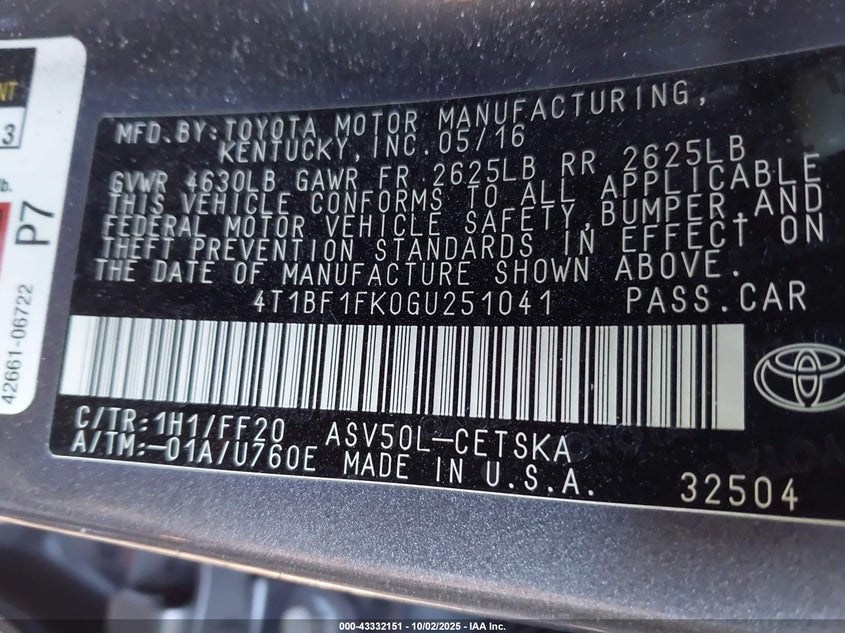 NT
3
lb.
P7
42661-06722
MFD.BY:TOYOTA MOTOR MANUFACTURING,
KENTUCKY,INC.05/16
GVWR 4630LB GAWR FR 2625LB RR 2625LB
THIS VEHICLE CONFORMS TO ALL APPLICABLE
FEDERAL MOTOR VEHICLE SAFETY,BUMPER,AND
THEFT PREVENTION STANDARDS IN EFFECT ON
THE DATE OF MANUFACTURE SHOWN ABOVE.
4T1BF1FK0GU251041 PASS.CAR
C/TR:1H1/FF20 ASV50L-CETSKA
A/TM:-01A/U760E MADE IN U.S.A.
32504
000-43332151 - 10/02/2025 - IAA Inc.